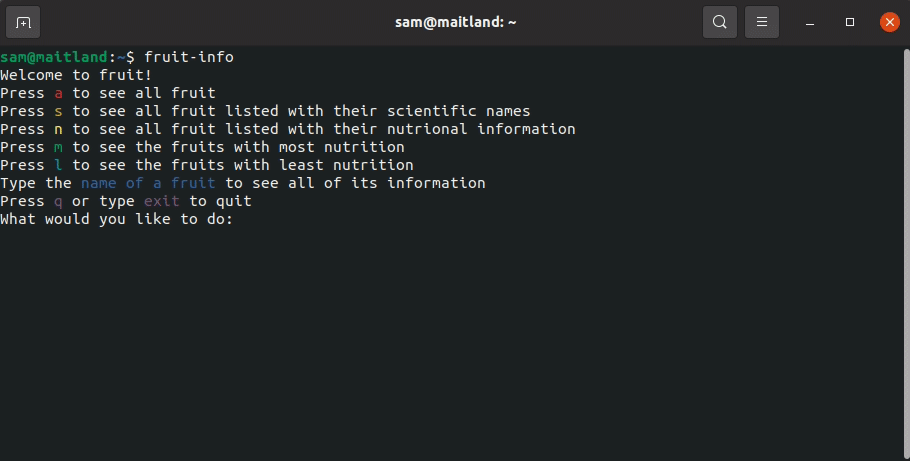 sam@maitland: ~
sam@maitland:~$ fruit-info
Welcome to fruit!
Press a to see all fruit
Press s to see all fruit listed with their scientific names
Press n to see all fruit listed with their nutrional information
Press m to see the fruits with most nutrition
Press l to see the fruits with least nutrition
Type the name of a fruit to see all of its information
Press q or type exit to quit
What would you like to do: